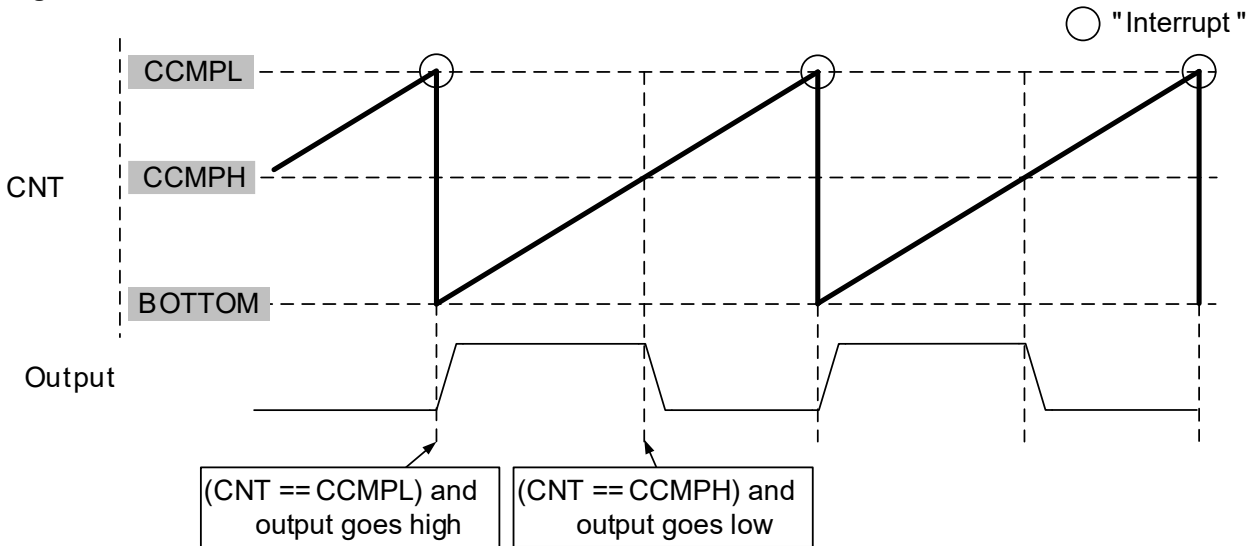 "Interrupt"
CCMPL
CCMPH
CNT
BOTTOM
Output
(CNT == CCMPL) and
output goes high
(CNT == CCMPH) and
output goes low